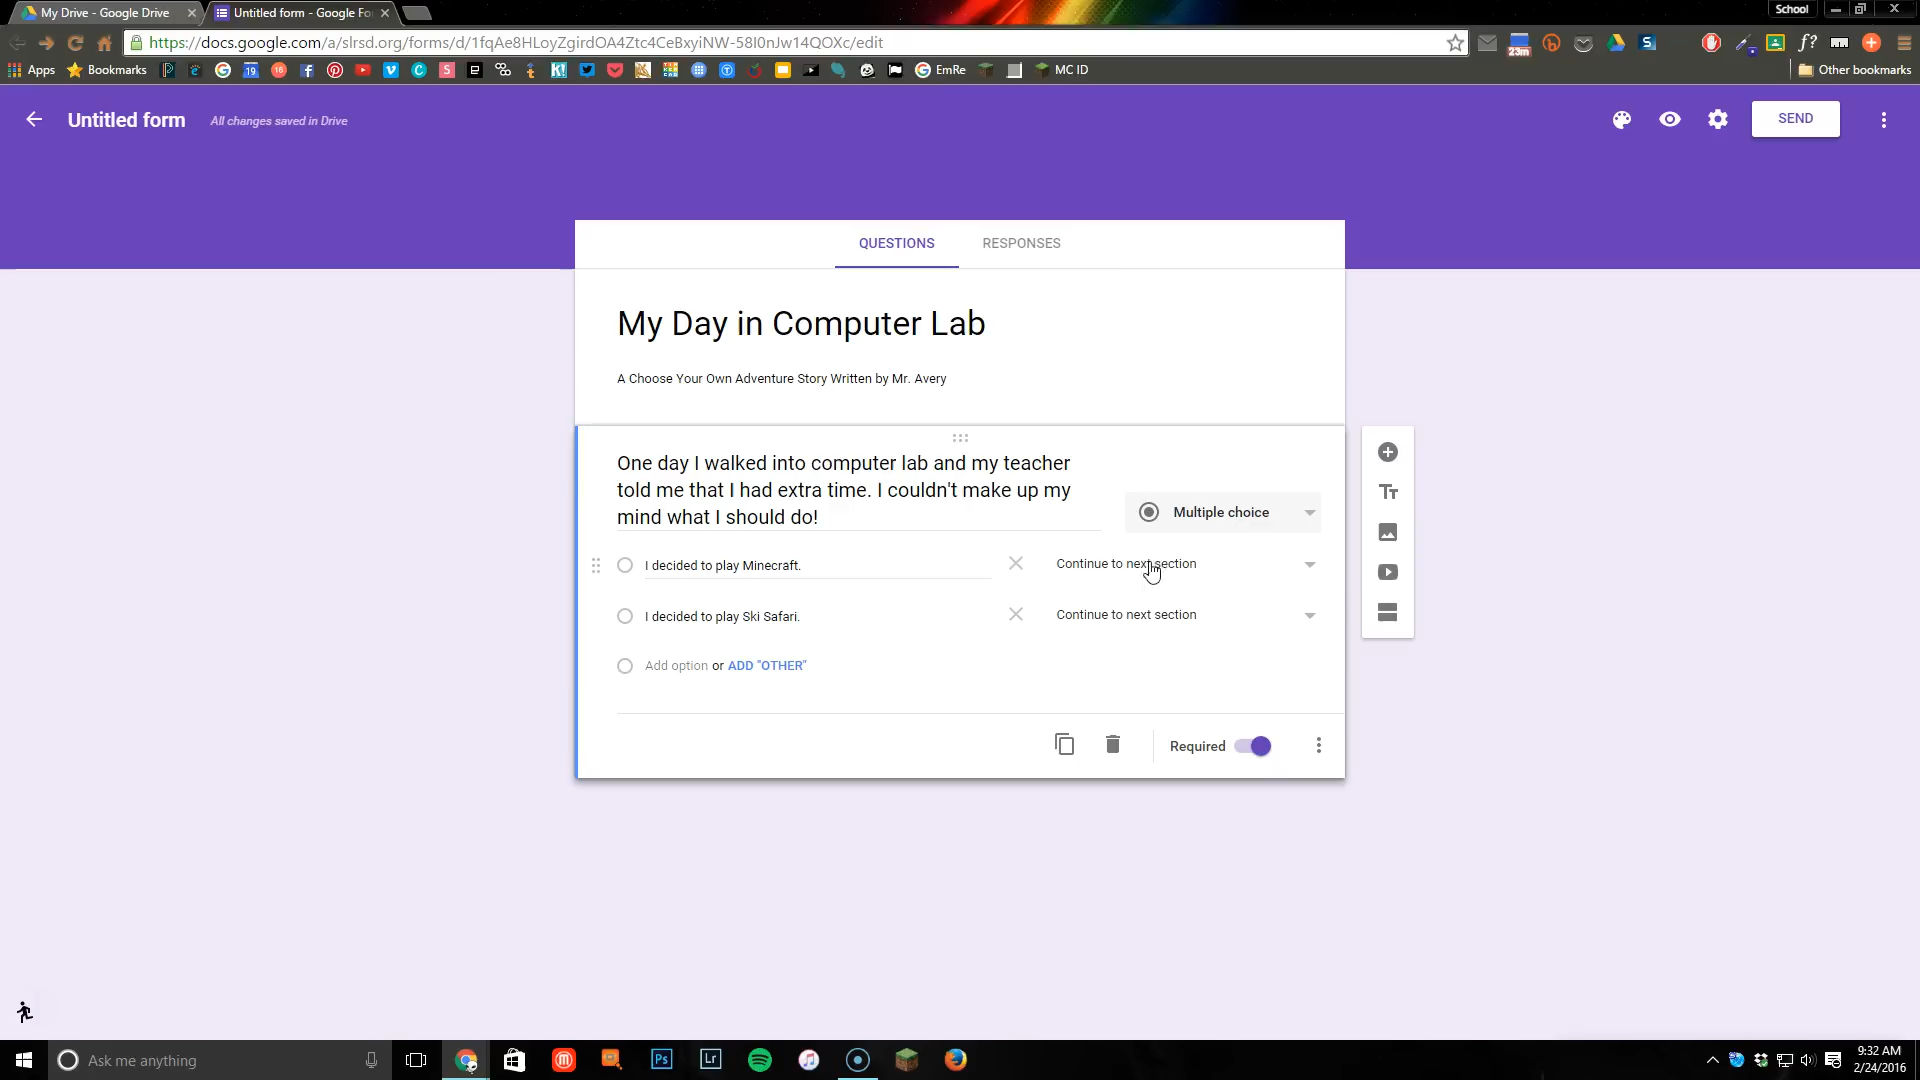 My Drive - Google Drive
Untitled form - Google Fo
School
https://docs.google.com/a/slrsd.org/forms/d/1fqAe8HLoyZgirdOA4Ztc4CeBxyiNW-58I0nJw14QOXc/edit
23m
f?
Apps
Bookmarks
EmRe
MC ID
Other bookmarks
Untitled form
All changes saved in Drive
SEND
QUESTIONS
RESPONSES
My Day in Computer Lab
A Choose Your Own Adventure Story Written by Mr. Avery
One day I walked into computer lab and my teacher
told me that I had extra time. I couldn't make up my
mind what I should do!
Multiple choice
I decided to play Minecraft.
Continue to next section
I decided to play Ski Safari.
Continue to next section
Add option or ADD "OTHER"
Required
Ask me anything
Ps
Lr
9:32 AM
2/24/2016